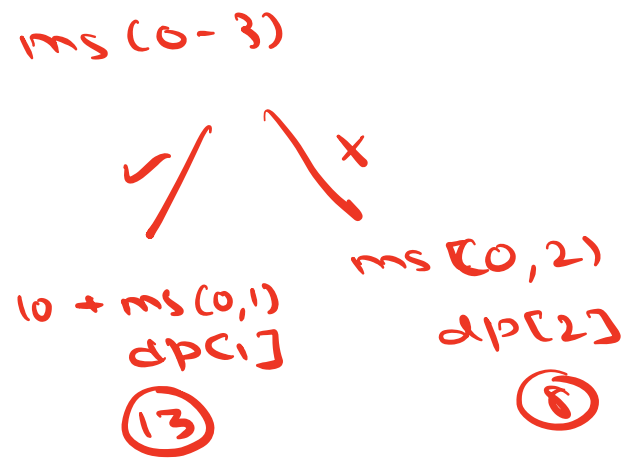 ms(0-3)
✓ x
10 + ms(0,1)
dp[1]
13
ms(0,2)
dp[2]
8